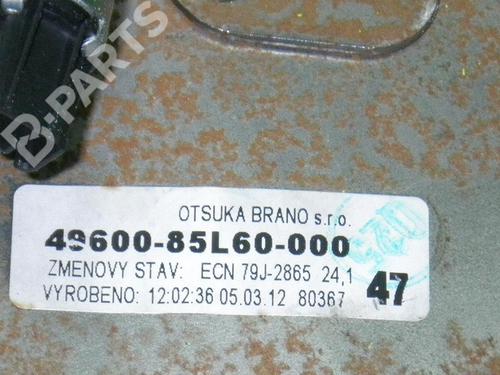 B-PARTS
OTSUKA BRANO s.r.o.
49600-85L60-000
ZMENOVY STAV: ECN 79J-2865 24,1
VYROBENO: 12:02:36 05.03.12 80367 47